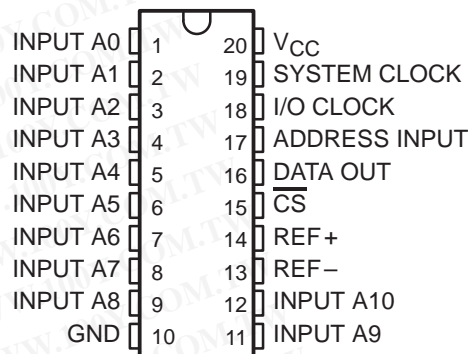 INPUT A0 1 20 VCC
INPUT A1 2 19 SYSTEM CLOCK
INPUT A2 3 18 I/O CLOCK
INPUT A3 4 17 ADDRESS INPUT
INPUT A4 5 16 DATA OUT
INPUT A5 6 15 C̅S̅
INPUT A6 7 14 REF+
INPUT A7 8 13 REF−
INPUT A8 9 12 INPUT A10
GND 10 11 INPUT A9